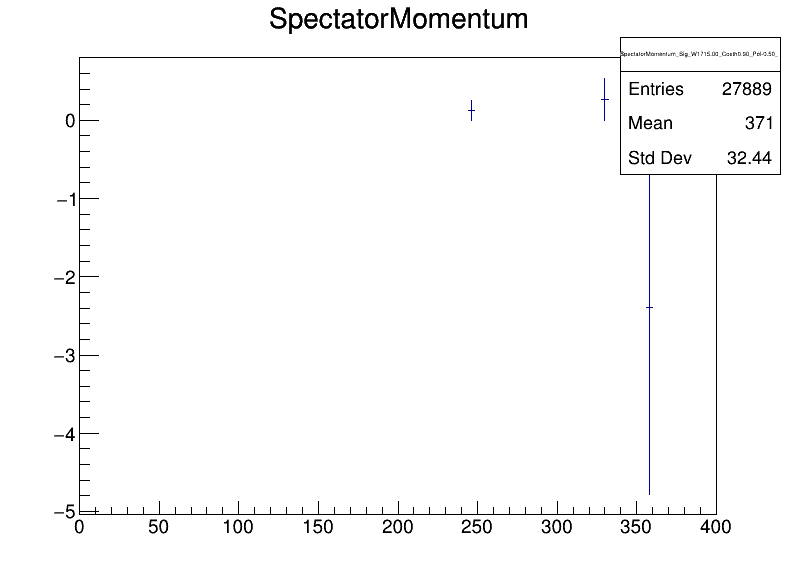 SpectatorMomentum
SpectatorMomentum_Sig_W1715.00_Costh0.90_Pol-0.50_
Entries 27889
Mean 371
Std Dev 32.44
0
−1
−2
−3
−4
−5
0 50 100 150 200 250 300 350 400